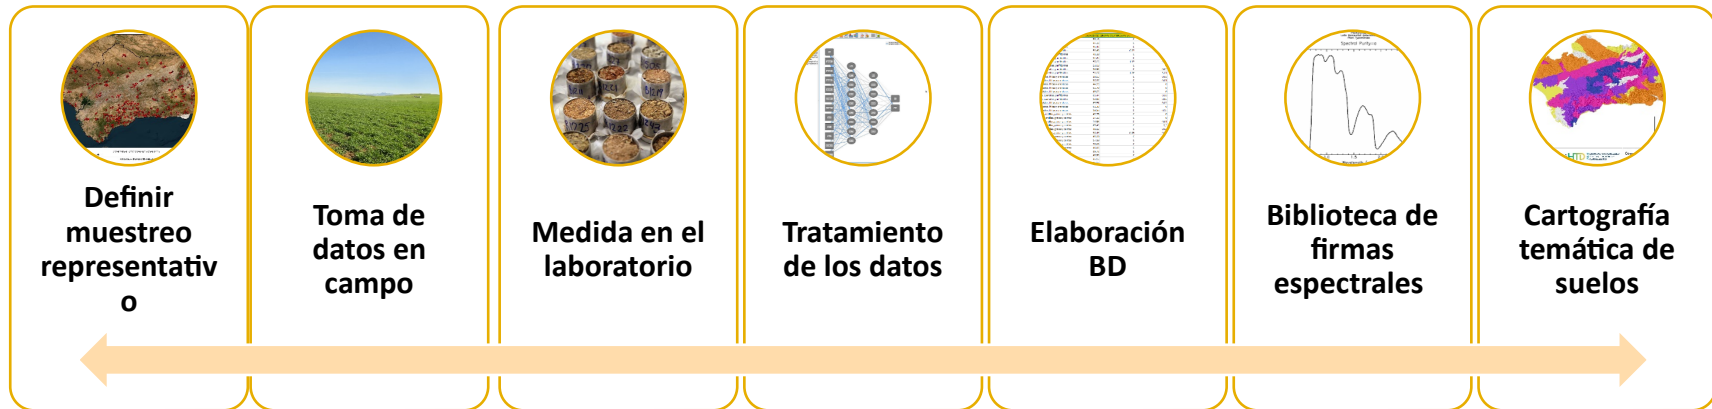 Definir
muestreo
representativ
o
Toma de
datos en
campo
Medida en el
laboratorio
Tratamiento
de los datos
Elaboración
BD
Biblioteca de
firmas
espectrales
Cartografía
temática de
suelos